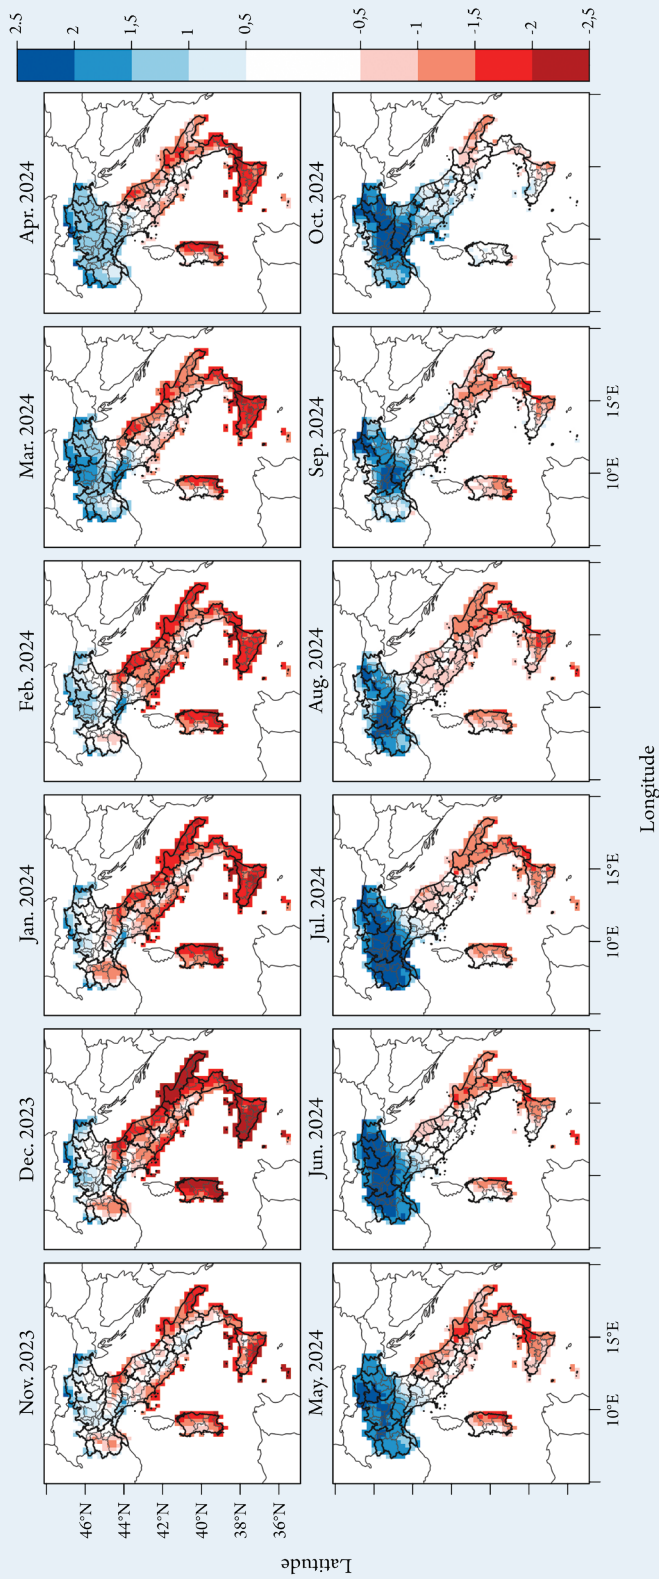 Nov. 2023
Dec. 2023
Jan. 2024
Feb. 2024
Mar. 2024
Apr. 2024
May. 2024
Jun. 2024
Jul. 2024
Aug. 2024
Sep. 2024
Oct. 2024
46°N
44°N
42°N
40°N
38°N
36°N
Latitude
10°E
15°E
10°E
15°E
10°E
15°E
Longitude
2.5
2
1,5
1
0,5
-0,5
-1
-1,5
-2
-2,5